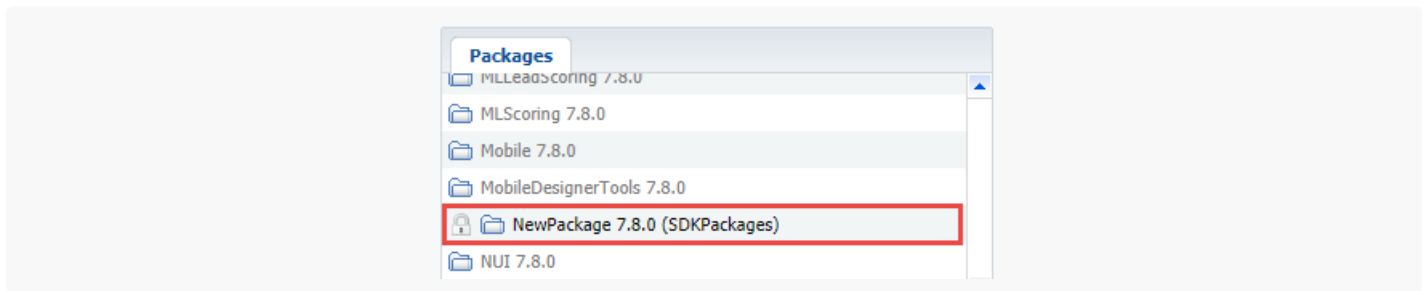 Packages
MLLeadScoring 7.8.0
MLScoring 7.8.0
Mobile 7.8.0
MobileDesignerTools 7.8.0
NewPackage 7.8.0 (SDKPackages)
NUI 7.8.0